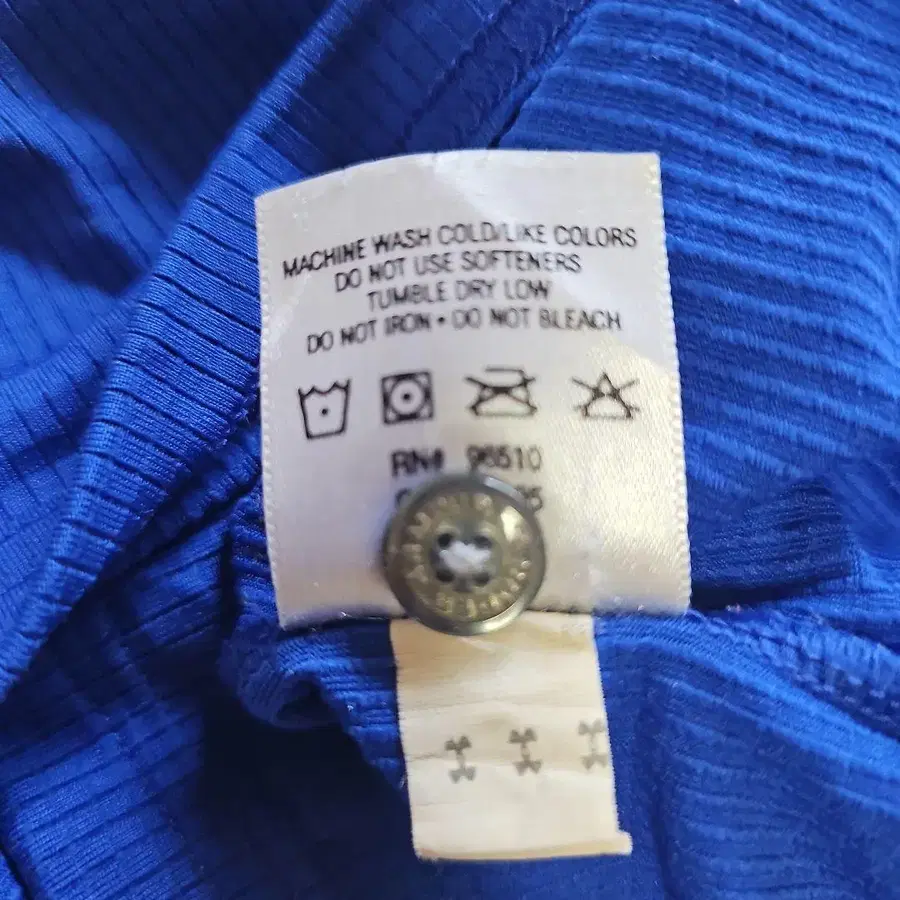 MACHINE WASH COLD/LIKE COLORS
DO NOT USE SOFTENERS
TUMBLE DRY LOW
DO NOT IRON • DO NOT BLEACH
RN# 96510